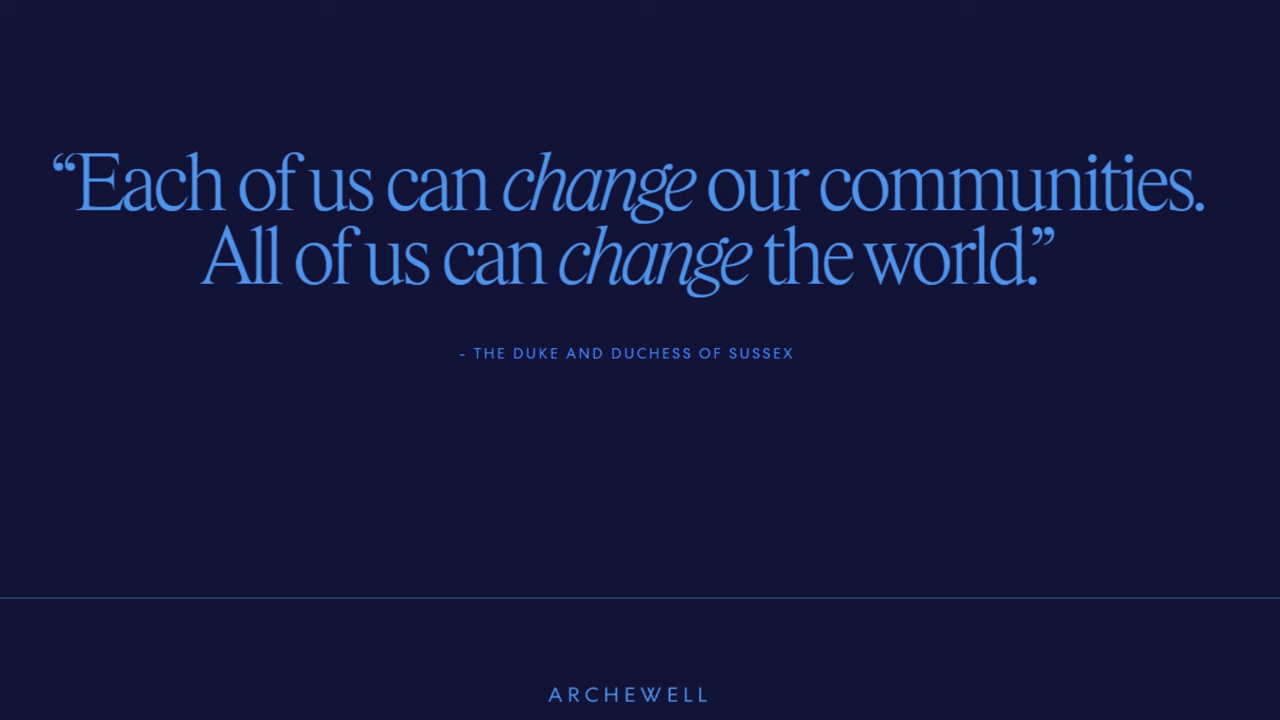 “Each of us can change our communities.
All of us can change the world.”
- THE DUKE AND DUCHESS OF SUSSEX
ARCHEWELL